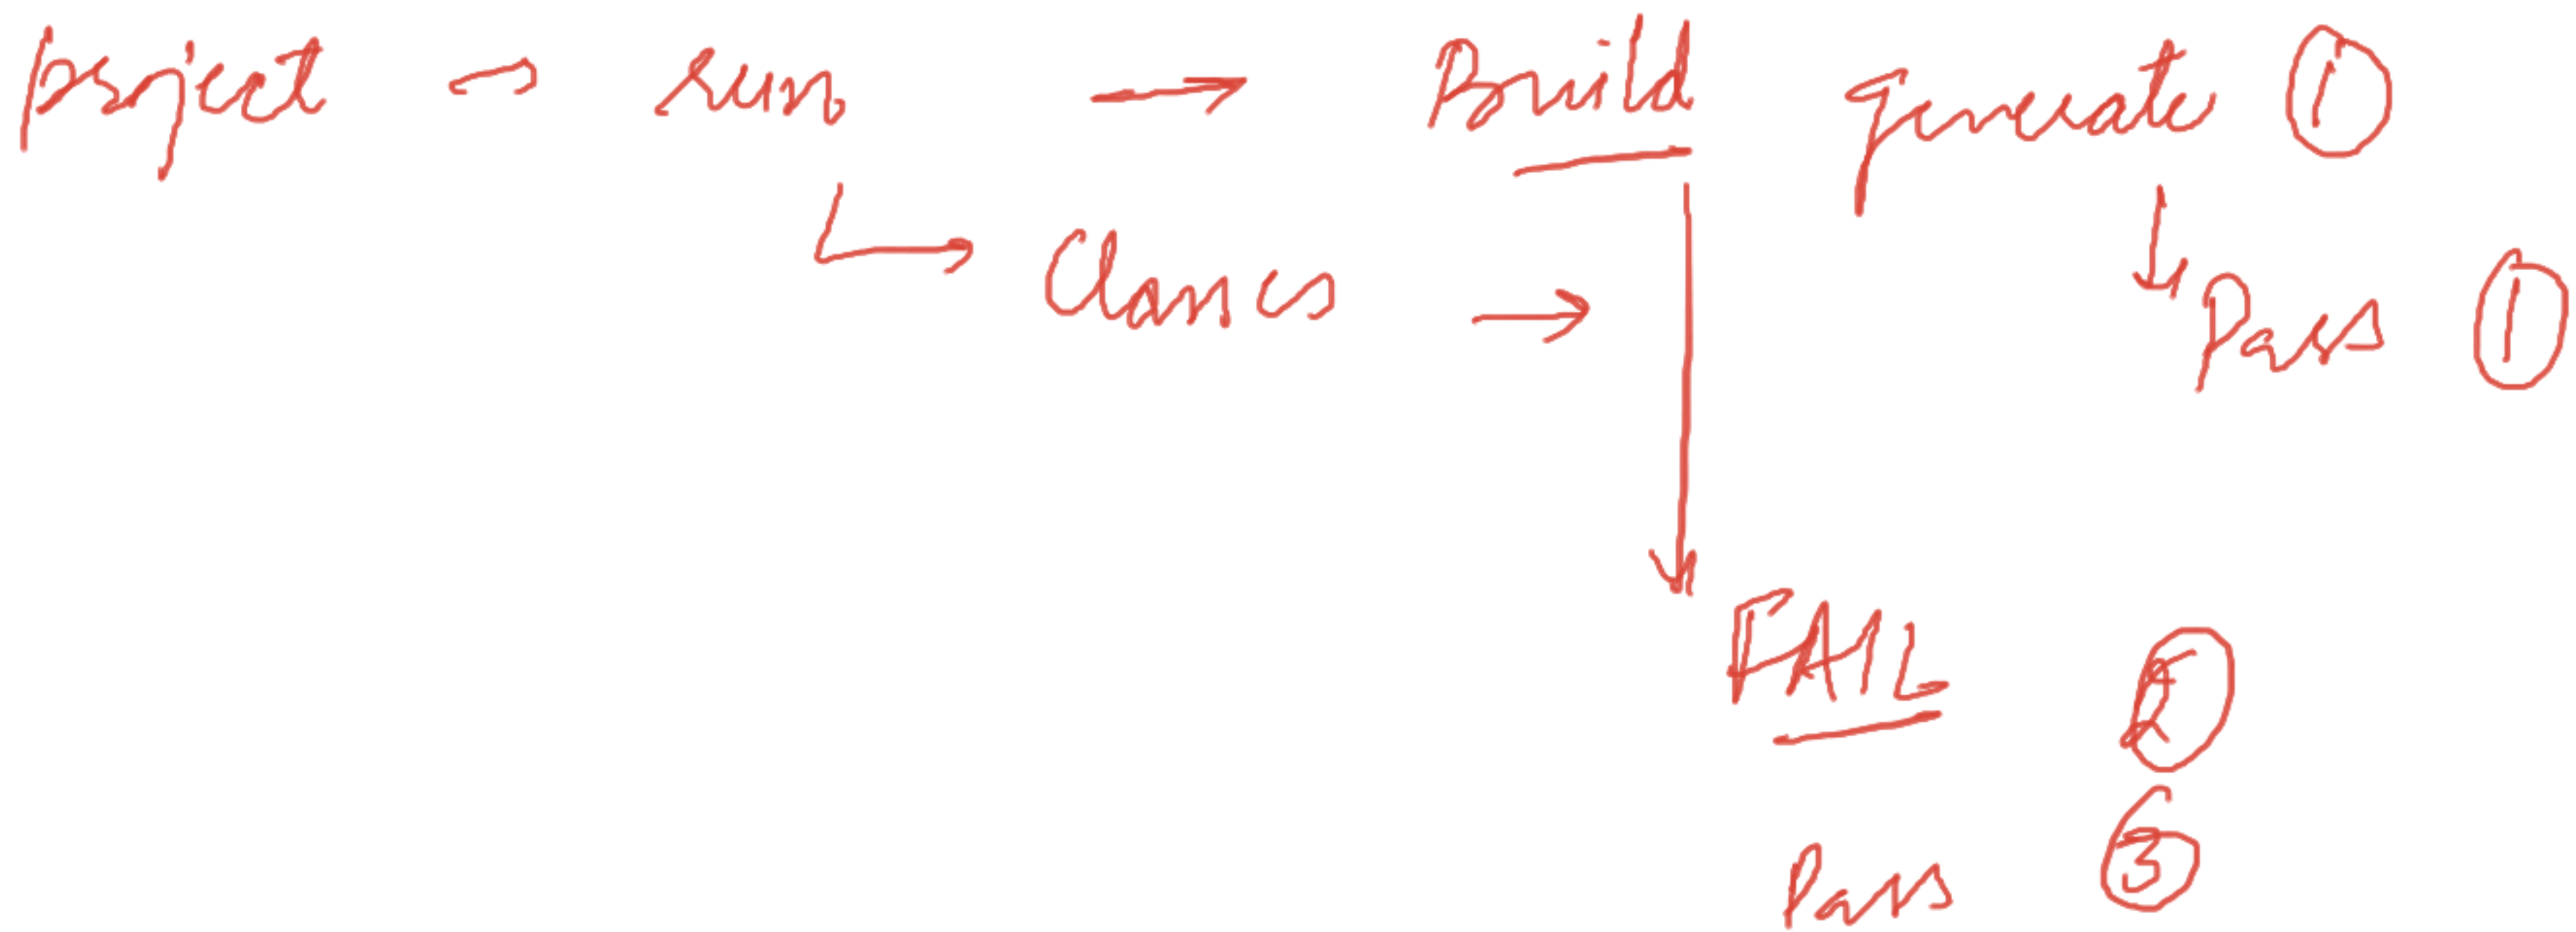 project → run → Build generate ①
Classes → Pass ①
FAIL ②
Pass ③